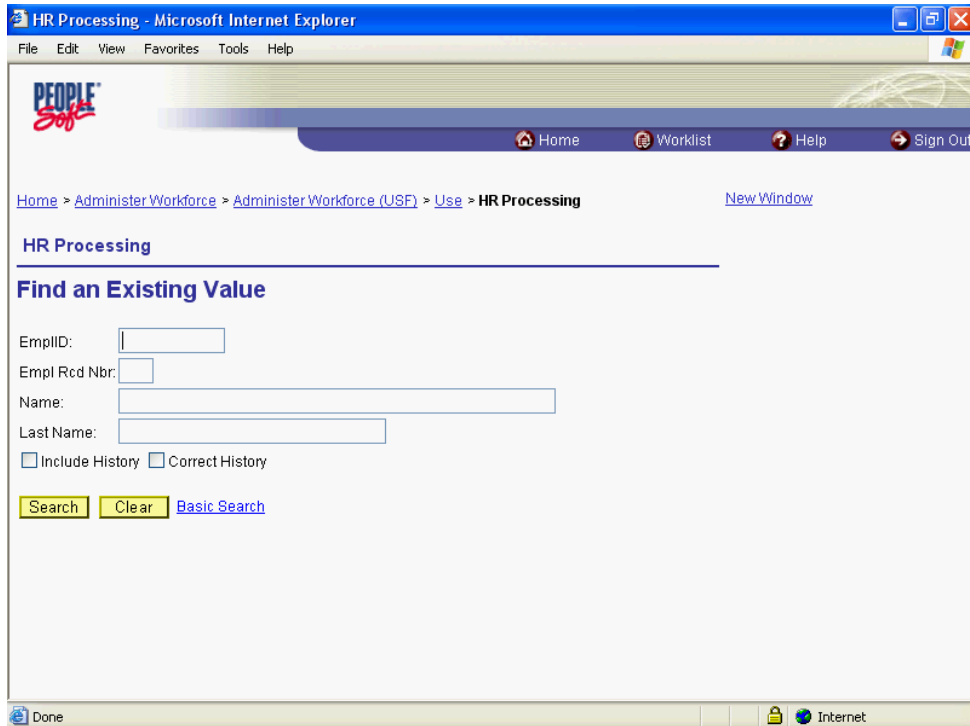 HR Processing - Microsoft Internet Explorer
File Edit View Favorites Tools Help
PEOPLE Soft
Home Worklist Help Sign Out
Home > Administer Workforce > Administer Workforce (USF) > Use > HR Processing New Window
HR Processing
Find an Existing Value
EmplID:
Empl Rcd Nbr:
Name:
Last Name:
Include History Correct History
Search Clear Basic Search
Done Internet